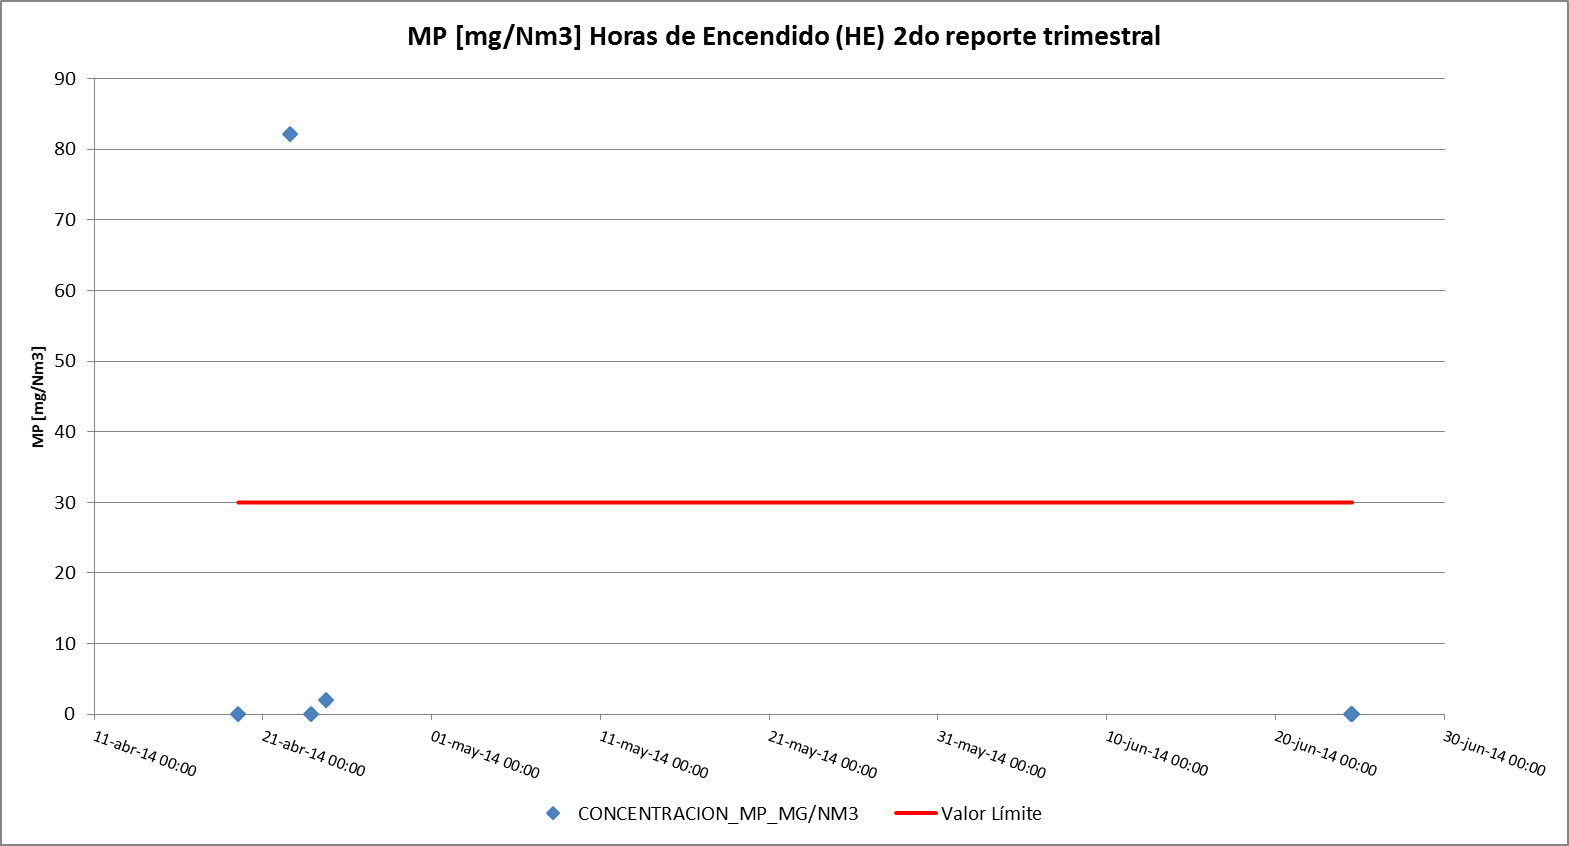 MP [mg/Nm3] Horas de Encendido (HE) 2do reporte trimestral
90
80
70
60
50
40
30
20
10
0
MP [mg/Nm3]
11-abr-14 00:00
21-abr-14 00:00
01-may-14 00:00
11-may-14 00:00
21-may-14 00:00
31-may-14 00:00
10-jun-14 00:00
20-jun-14 00:00
30-jun-14 00:00
CONCENTRACION_MP_MG/NM3
Valor Límite